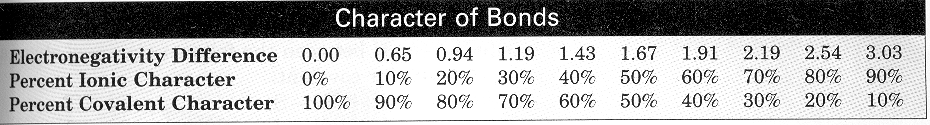 Character of Bonds
Electronegativity Difference 0.00 0.65 0.94 1.19 1.43 1.67 1.91 2.19 2.54 3.03
Percent Ionic Character 0% 10% 20% 30% 40% 50% 60% 70% 80% 90%
Percent Covalent Character 100% 90% 80% 70% 60% 50% 40% 30% 20% 10%